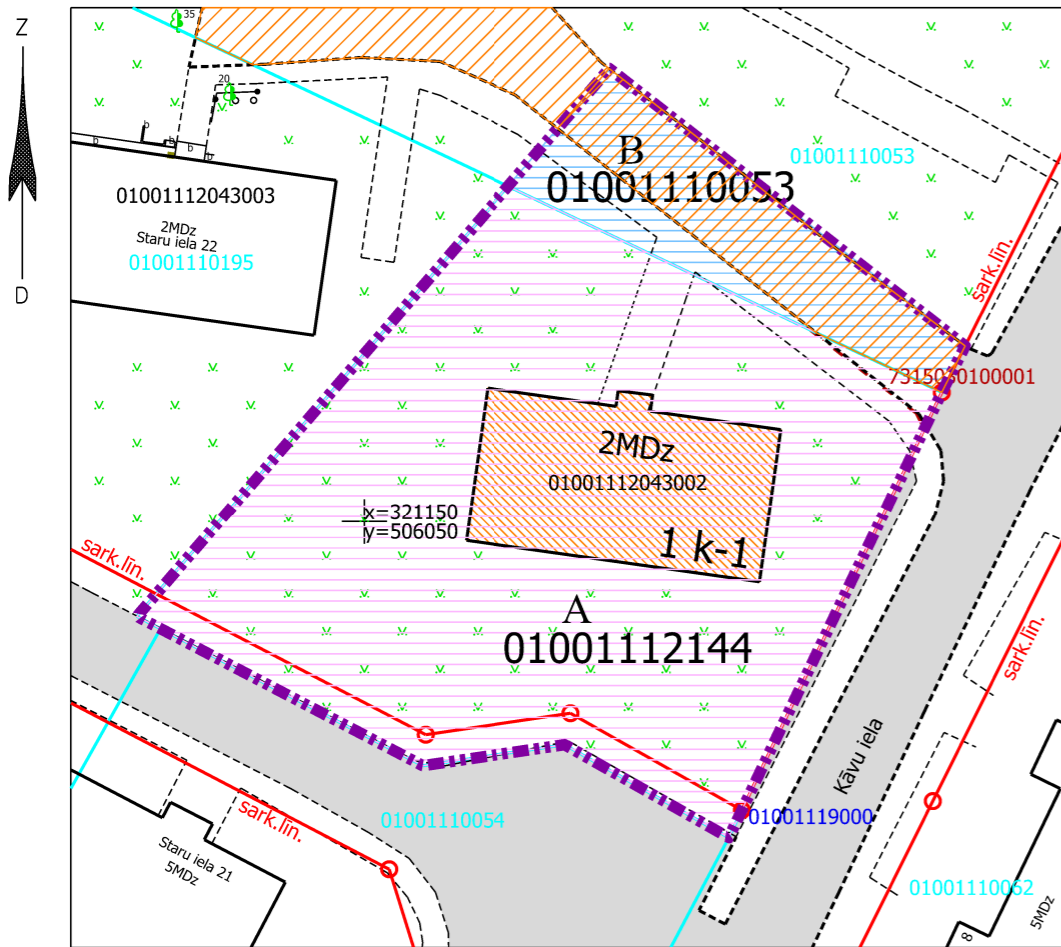 Z
D
35
20
b
b
b
b
b
01001112043003
2MDz
Staru iela 22
01001110195
B
01001110053
01001110053
sark.līn.
2MDz
01001112043002
1 k-1
x=321150
y=506050
sark.līn.
A
01001112144
Kāvu iela
sark.līn.
01001119000
01001110054
sark.līn.
Staru iela 21
5MDz
01001110062
8
5MDz